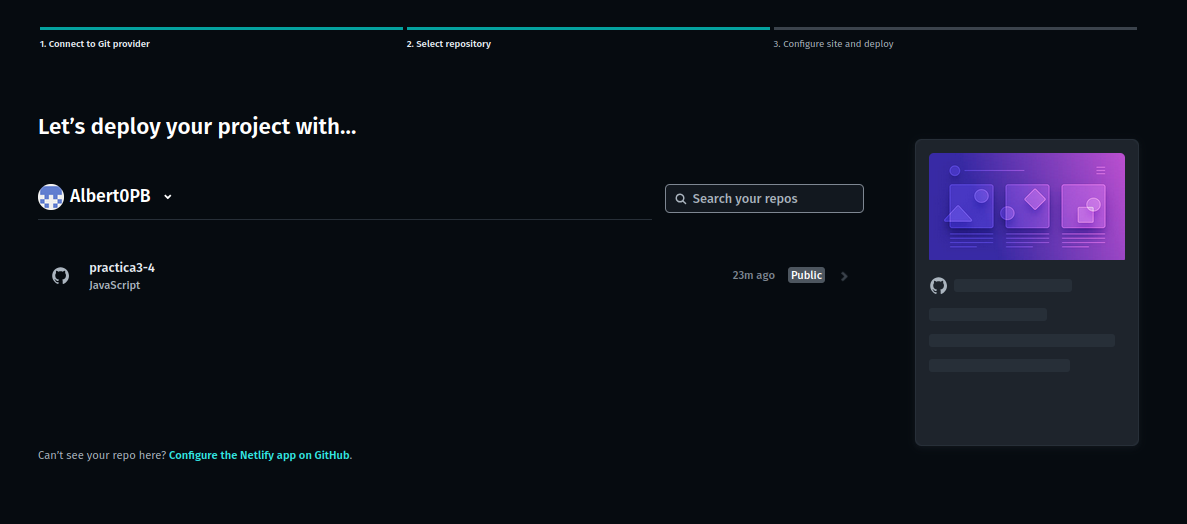 1. Connect to Git provider
2. Select repository
3. Configure site and deploy
Let's deploy your project with...
Albert0PB
Search your repos
practica3-4
JavaScript
23m ago
Public
Can't see your repo here? Configure the Netlify app on GitHub.